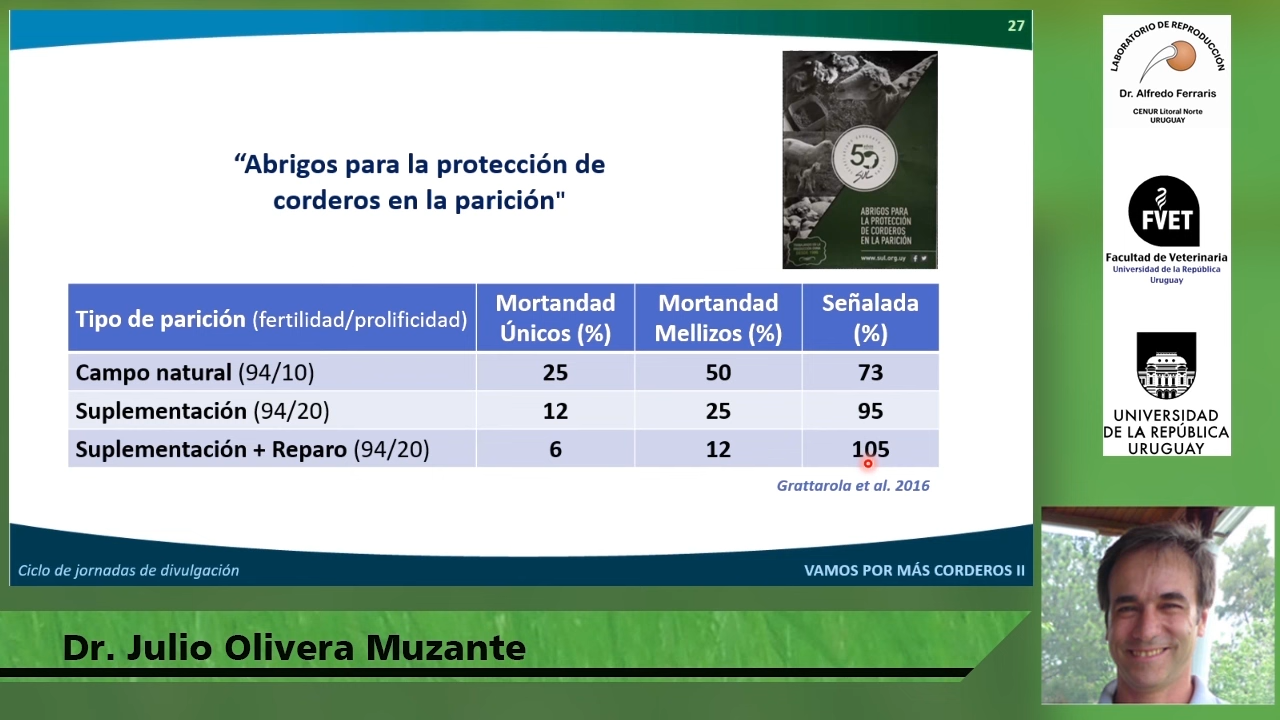 27
“Abrigos para la protección de
corderos en la parición"
50
SUL
ABRIGOS PARA
LA PROTECCIÓN
DE CORDEROS
EN LA PARICIÓN
www.sul.org.uy
Tipo de parición (fertilidad/prolificidad) Mortandad Únicos (%) Mortandad Mellizos (%) Señalada (%)
Campo natural (94/10) 25 50 73
Suplementación (94/20) 12 25 95
Suplementación + Reparo (94/20) 6 12 105
Grattarola et al. 2016
Ciclo de jornadas de divulgación
VAMOS POR MÁS CORDEROS II
Dr. Julio Olivera Muzante
LABORATORIO DE REPRODUCCIÓN
Dr. Alfredo Ferraris
CENUR Litoral Norte
URUGUAY
FVET
Facultad de Veterinaria
Universidad de la República
Uruguay
UNIVERSIDAD
DE LA REPÚBLICA
URUGUAY